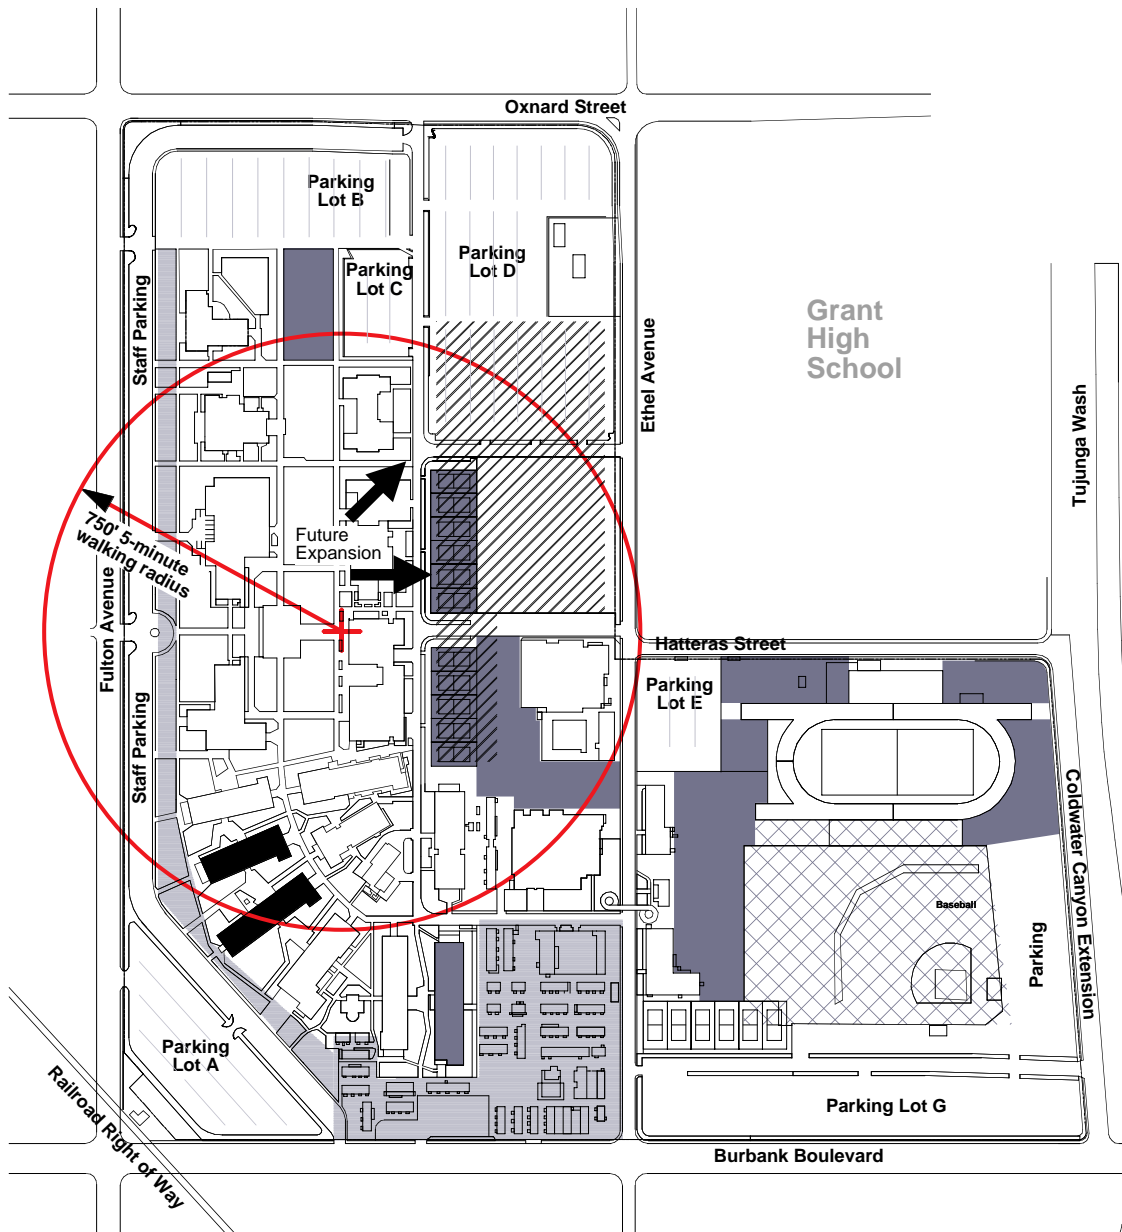 Oxnard Street
Parking
Lot B
Parking
Lot C
Parking
Lot D
Staff Parking
Ethel Avenue
Grant
High
School
Tujunga Wash
750' 5-minute
walking radius
Future
Expansion
Fulton Avenue
Hatteras Street
Parking
Lot E
Staff Parking
Coldwater Canyon Extension
Baseball
Parking
Parking
Lot A
Railroad Right of Way
Parking Lot G
Burbank Boulevard